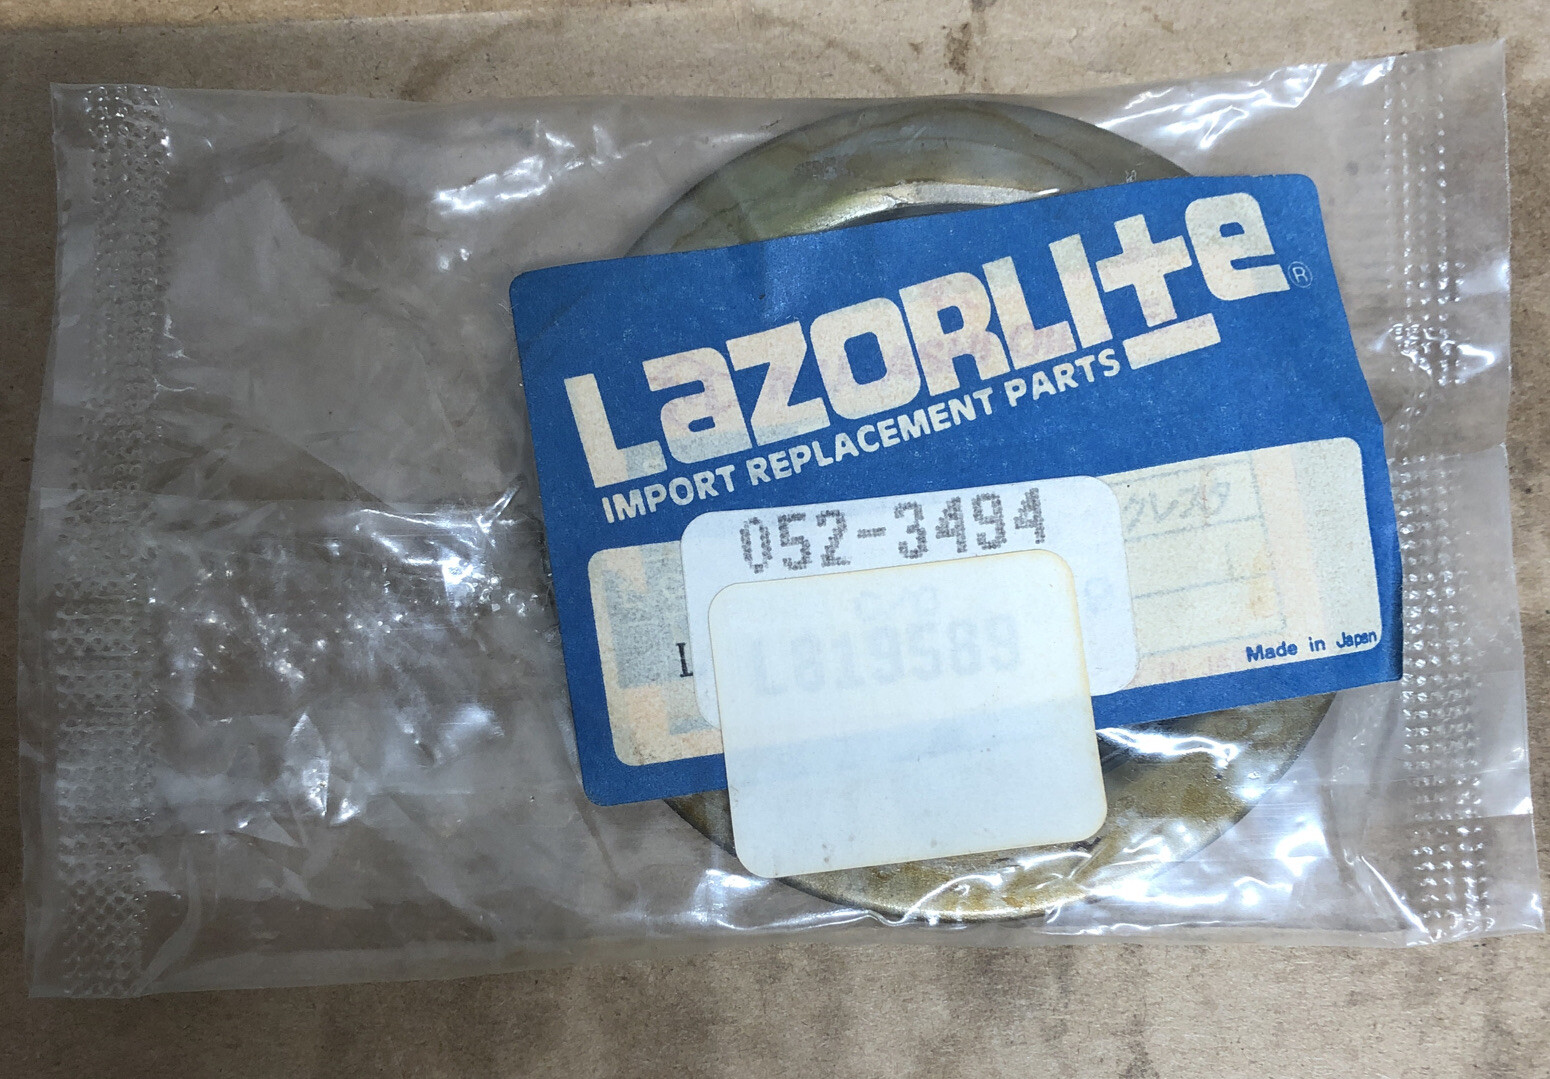 LaZORLIte®
IMPORT REPLACEMENT PARTS
052-3494
L819589
Made in Japan